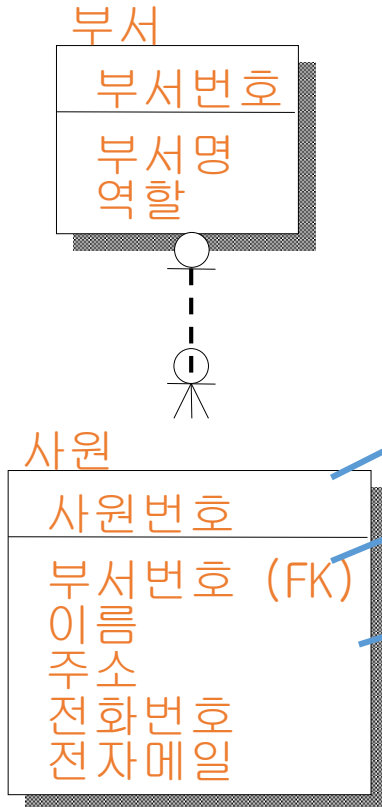 부서
부서번호
부서명
역할
사원
사원번호
부서번호 (FK)
이름
주소
전화번호
전자메일